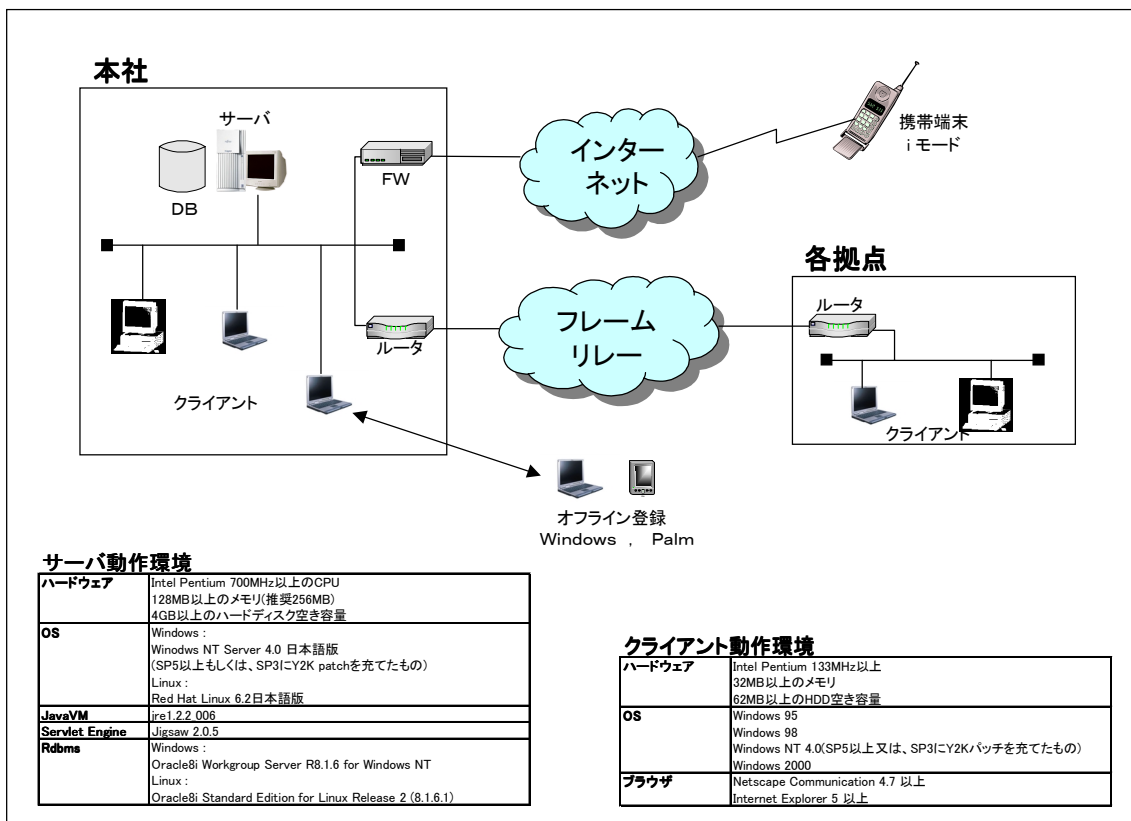 本社
サーバ
DB
FW
インター
ネット
携帯端末
iモード
クライアント
ルータ
フレーム
リレー
各拠点
ルータ
クライアント
オフライン登録
Windows , Palm
サーバ動作環境
ハードウェア Intel Pentium 700MHz以上のCPU
128MB以上のメモリ(推奨256MB)
4GB以上のハードディスク空き容量
OS Windows :
Winodws NT Server 4.0 日本語版
(SP5以上もしくは、SP3にY2K patchを充てたもの)
Linux :
Red Hat Linux 6.2日本語版
JavaVM jre1.2.2_006
Servlet Engine Jigsaw 2.0.5
Rdbms Windows :
Oracle8i Workgroup Server R8.1.6 for Windows NT
Linux :
Oracle8i Standard Edition for Linux Release 2 (8.1.6.1)
クライアント動作環境
ハードウェア Intel Pentium 133MHz以上
32MB以上のメモリ
62MB以上のHDD空き容量
OS Windows 95
Windows 98
Windows NT 4.0(SP5以上又は、SP3にY2Kパッチを充てたもの)
Windows 2000
ブラウザ Netscape Communication 4.7 以上
Internet Explorer 5 以上